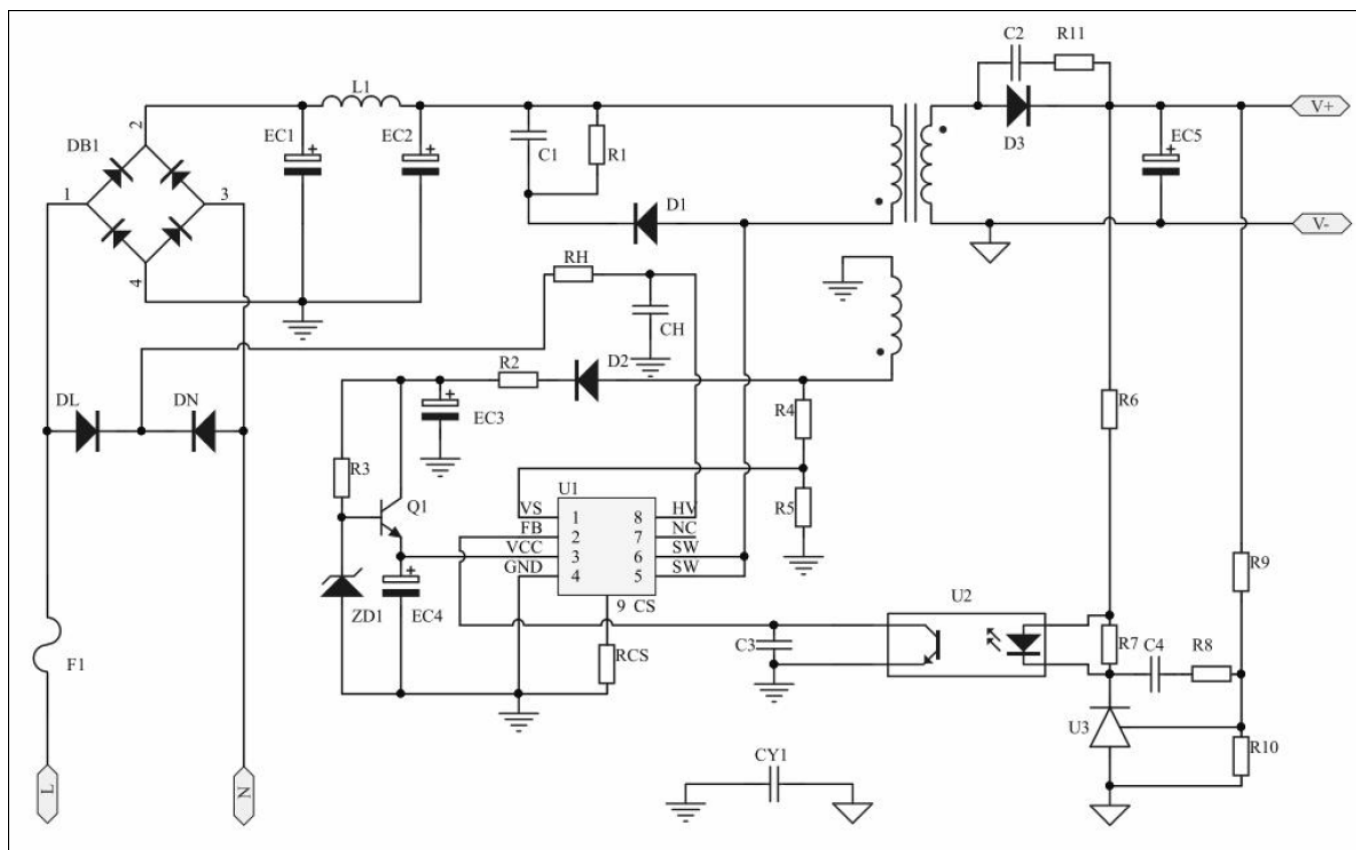 C2 R11
L1
V+
2
EC1 EC2
DB1
C1 R1
D3 EC5
1 3
D1
V-
4
RH
CH
R2 D2
DL DN
EC3
R4
R6
R3
U1
R5
Q1
VS 1 8 HV
FB 2 7 NC
VCC 3 6 SW
GND 4 5 SW
R9
9 CS
U2
ZD1 EC4
C3
R7 C4 R8
RCS
F1
U3
R10
CY1
L N